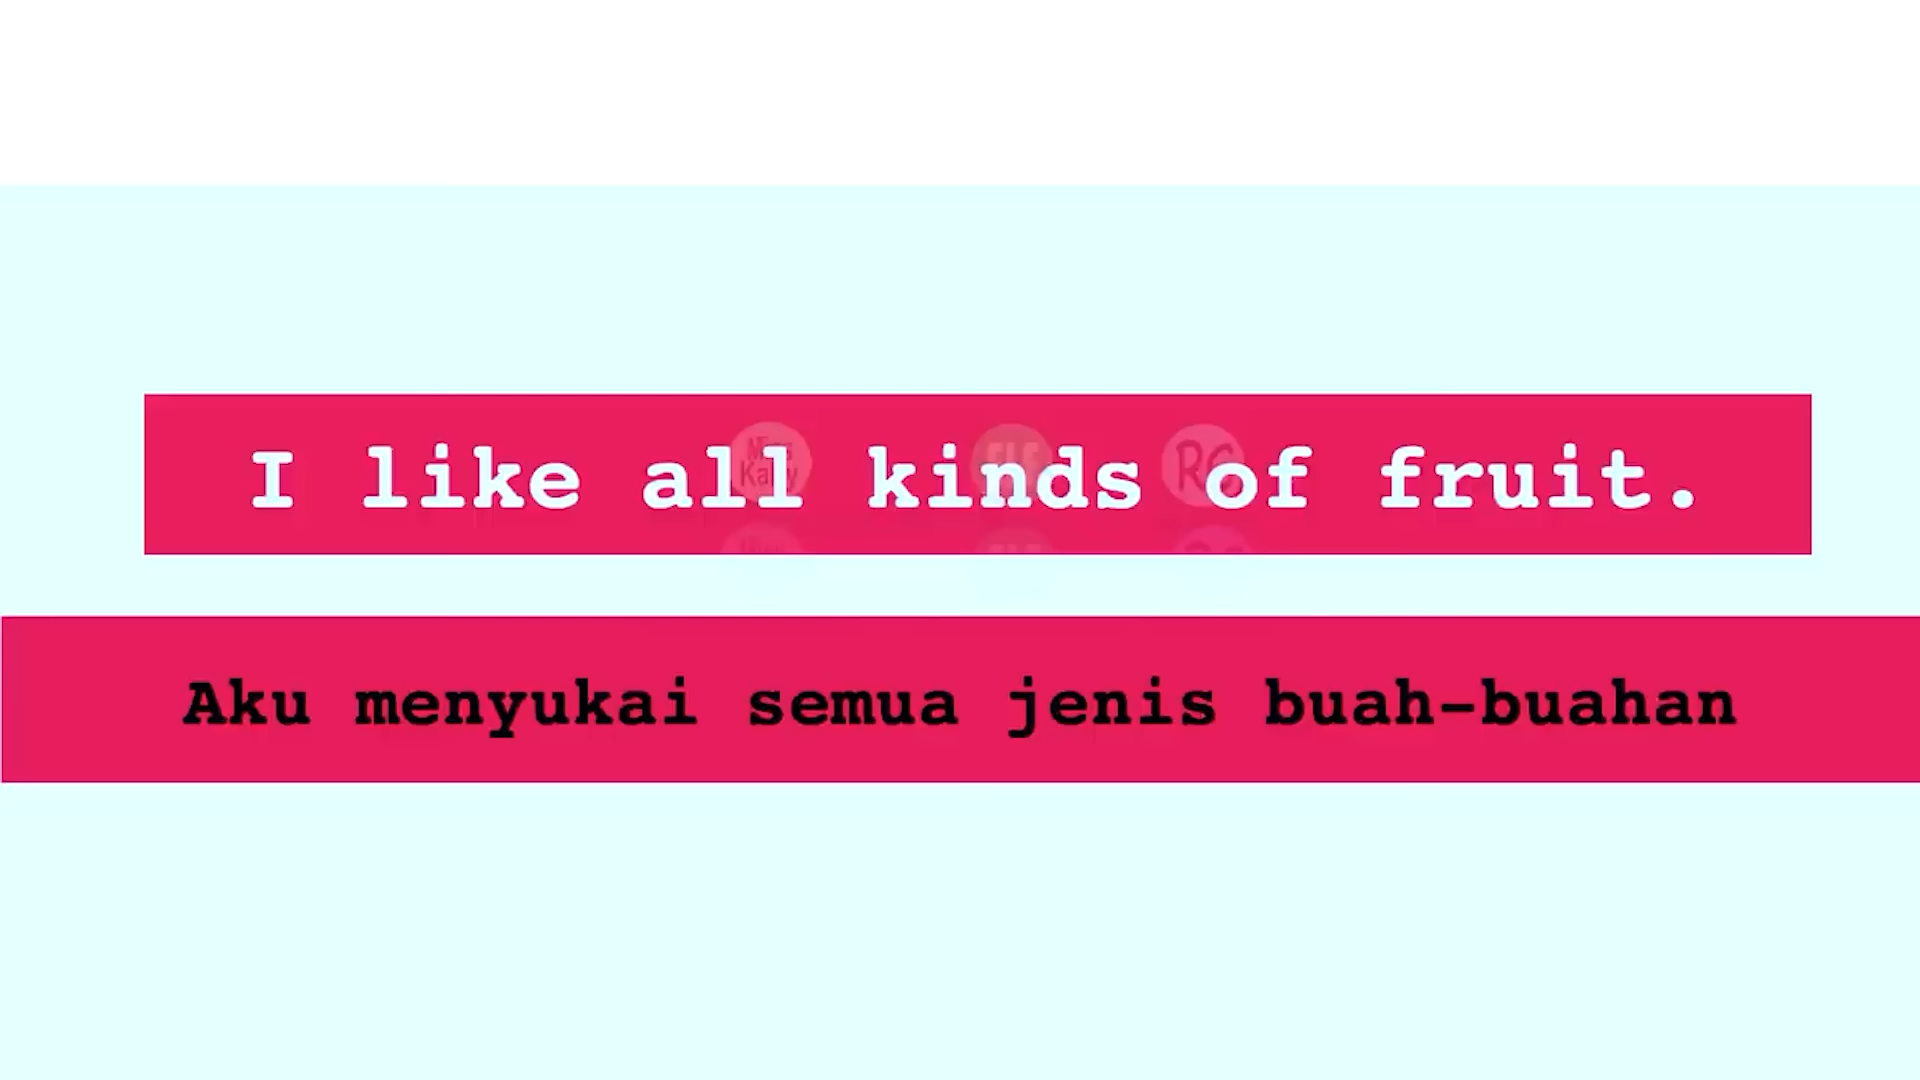 I like all kinds of fruit.
Aku menyukai semua jenis buah-buahan